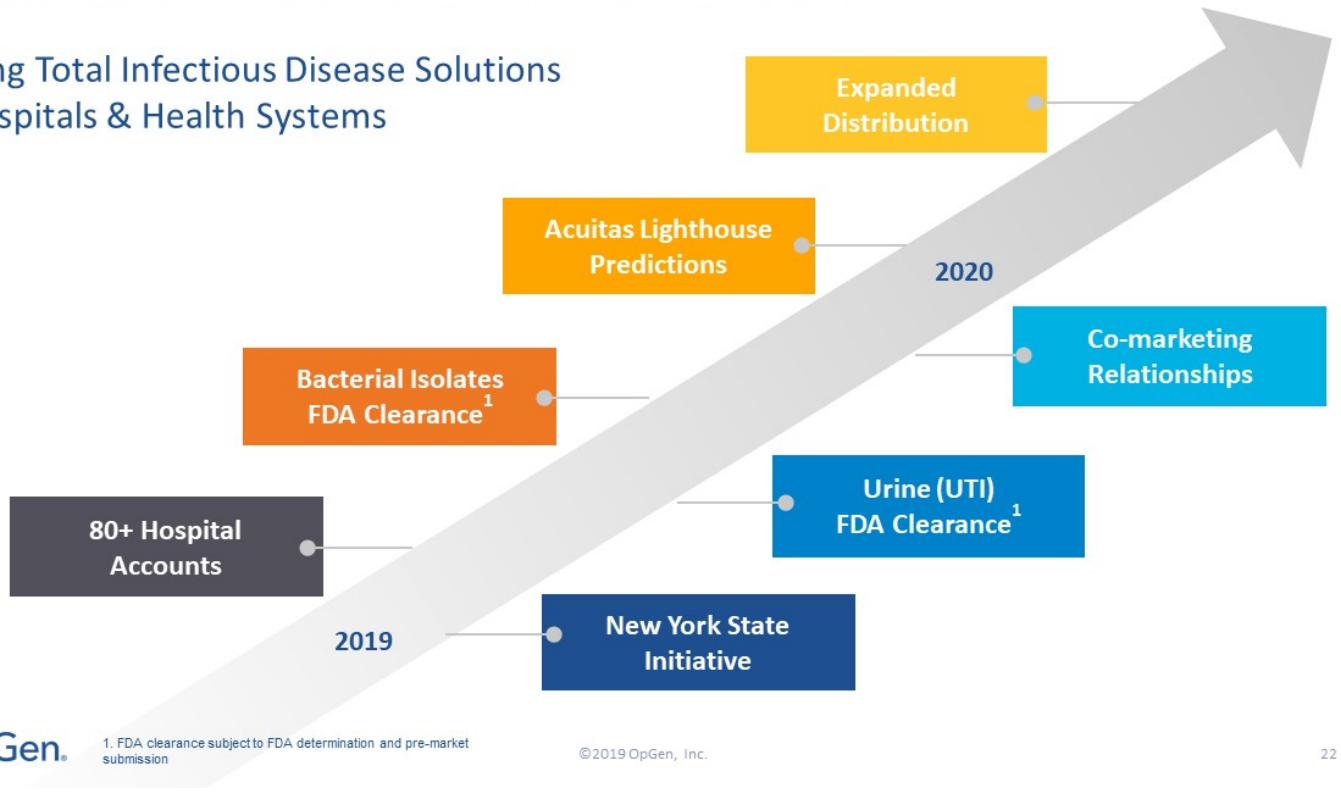 ng Total Infectious Disease Solutions
spitals & Health Systems
Expanded
Distribution
Acuitas Lighthouse
Predictions
2020
Co-marketing
Relationships
Bacterial Isolates
FDA Clearance1
Urine (UTI)
FDA Clearance1
80+ Hospital
Accounts
New York State
Initiative
2019
Gen.
1. FDA clearance subject to FDA determination and pre-market
submission
©2019 OpGen, Inc.
22